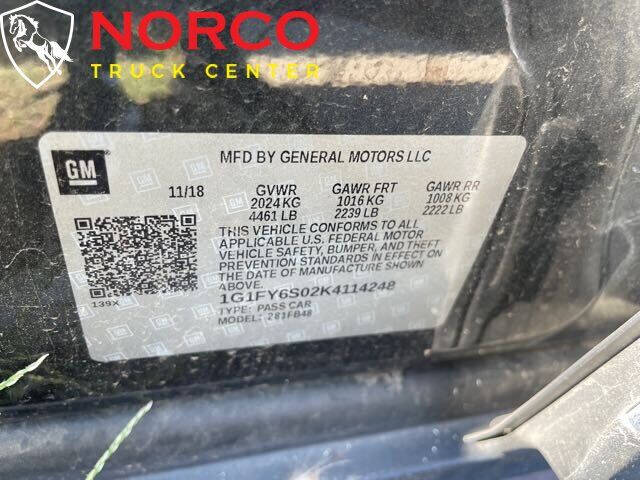 NORCO
TRUCK CENTER
GM
MFD BY GENERAL MOTORS LLC
11/18 GVWR GAWR FRT GAWR RR
2024 KG 1016 KG 1008 KG
4461 LB 2239 LB 2222 LB
THIS VEHICLE CONFORMS TO ALL
APPLICABLE U.S. FEDERAL MOTOR
VEHICLE SAFETY, BUMPER, AND THEFT
PREVENTION STANDARDS IN EFFECT ON
THE DATE OF MANUFACTURE SHOWN
ABOVE.
139X
1G1FY6S02K4114248
TYPE: PASS CAR
MODEL: 281FB48